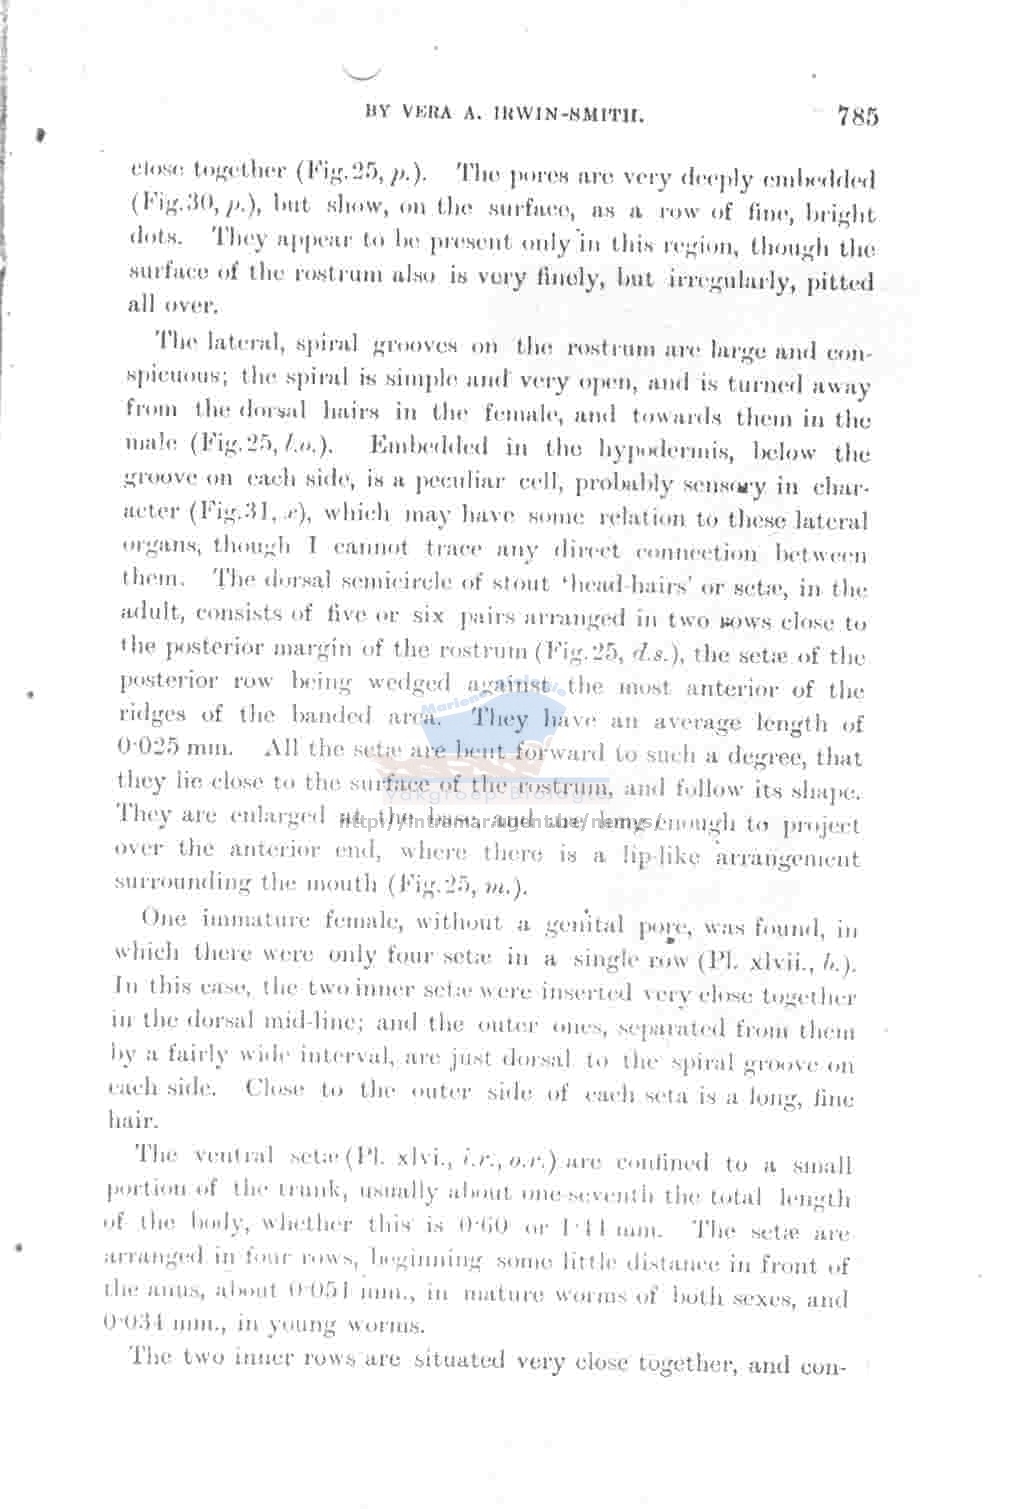 BY VERA A. IRWIN-SMITH. 785
close together (Fig.25, p.). The pores are very deeply embedded
(Fig.30, p.), but show, on the surface, as a row of fine, bright
dots. They appear to be present only in this region, though the
surface of the rostrum also is very finely, but irregularly, pitted
all over.
The lateral, spiral grooves on the rostrum are large and con-
spicuous; the spiral is simple and very open, and is turned away
from the dorsal hairs in the female, and towards them in the
male (Fig.25, l.o.). Embedded in the hypodermis, below the
groove on each side, is a peculiar cell, probably sensory in char-
acter (Fig.31, x), which may have some relation to these lateral
organs, though I cannot trace any direct connection between
them. The dorsal semicircle of stout ‘head-hairs’ or setæ, in the
adult, consists of five or six pairs arranged in two rows close to
the posterior margin of the rostrum (Fig.25, d.s.), the setæ of the
posterior row being wedged against the most anterior of the
ridges of the banded area. They have an average length of
0·025 mm. All the setæ are bent forward to such a degree, that
they lie close to the surface of the rostrum, and follow its shape.
Vakgroep Biologie
They are enlarged at the base, and are long enough to project
over the anterior end, where there is a lip-like arrangement
surrounding the mouth (Fig.25, m.).
One immature female, without a genital pore, was found, in
which there were only four setæ in a single row (Pl. xlvii., b.).
In this case, the two inner setæ were inserted very close together
in the dorsal mid-line; and the outer ones, separated from them
by a fairly wide interval, are just dorsal to the spiral groove on
each side. Close to the outer side of each seta is a long, fine
hair.
The ventral setæ (Pl. xlvi., i.r., o.r.) are confined to a small
portion of the trunk, usually about one-seventh the total length
of the body, whether this is 0·60 or 1·41 mm. The setæ are
arranged in four rows, beginning some little distance in front of
the anus, about 0·051 mm., in mature worms of both sexes, and
0·034 mm., in young worms.
The two inner rows are situated very close together, and con-